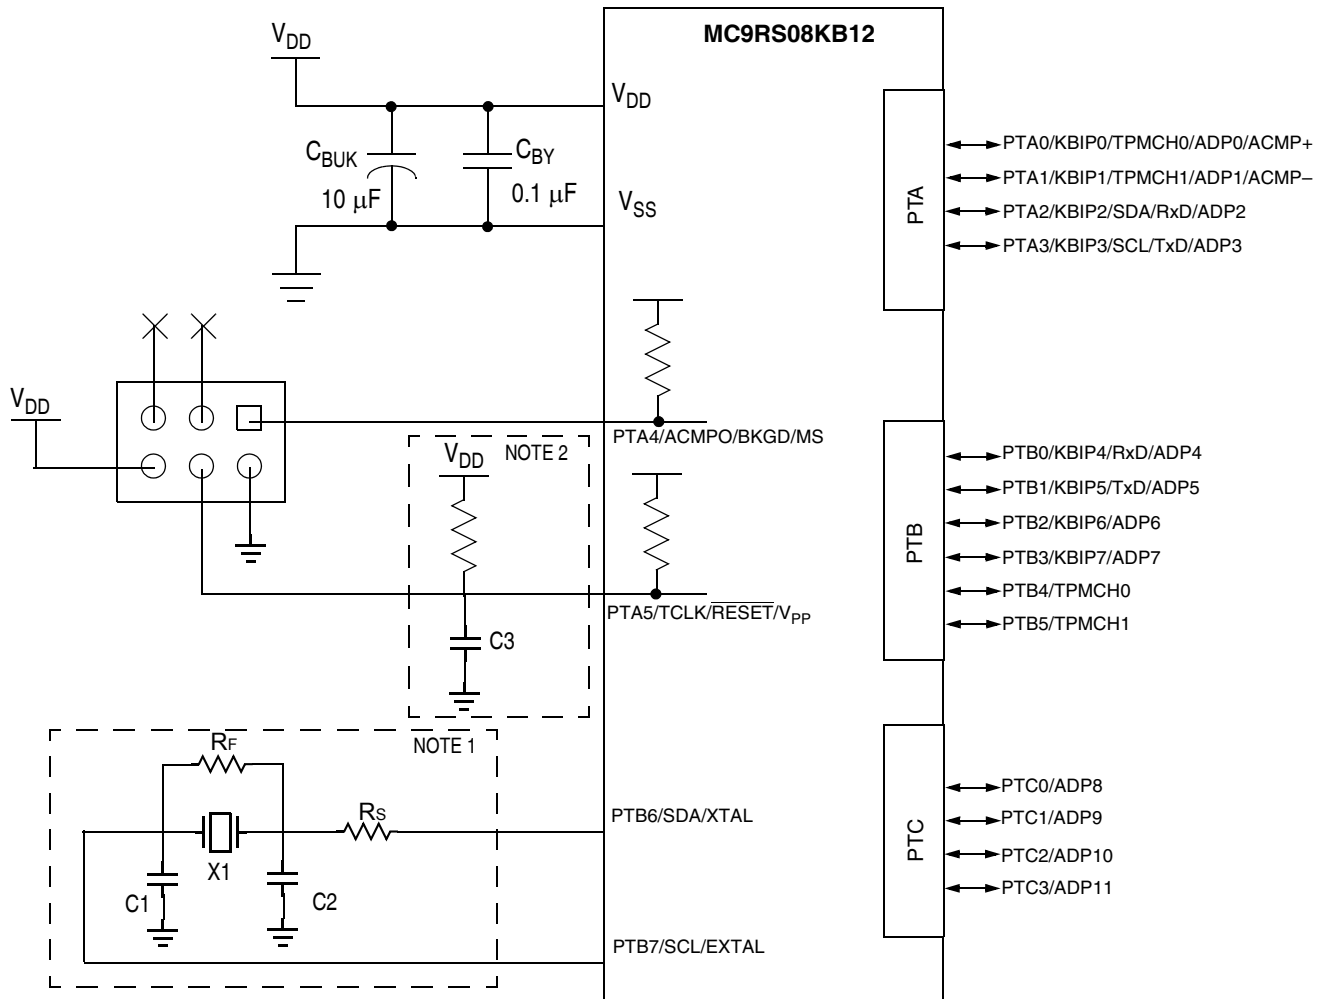 MC9RS08KB12
VDD
VDD
CBUK
10 µF
CBY
0.1 µF
VSS
PTA
PTA0/KBIP0/TPMCH0/ADP0/ACMP+
PTA1/KBIP1/TPMCH1/ADP1/ACMP–
PTA2/KBIP2/SDA/RxD/ADP2
PTA3/KBIP3/SCL/TxD/ADP3
VDD
PTA4/ACMPO/BKGD/MS
VDD
NOTE 2
C3
PTA5/TCLK/RESET/VPP
PTB
PTB0/KBIP4/RxD/ADP4
PTB1/KBIP5/TxD/ADP5
PTB2/KBIP6/ADP6
PTB3/KBIP7/ADP7
PTB4/TPMCH0
PTB5/TPMCH1
NOTE 1
RF
RS
X1
C1
C2
PTB6/SDA/XTAL
PTB7/SCL/EXTAL
PTC
PTC0/ADP8
PTC1/ADP9
PTC2/ADP10
PTC3/ADP11